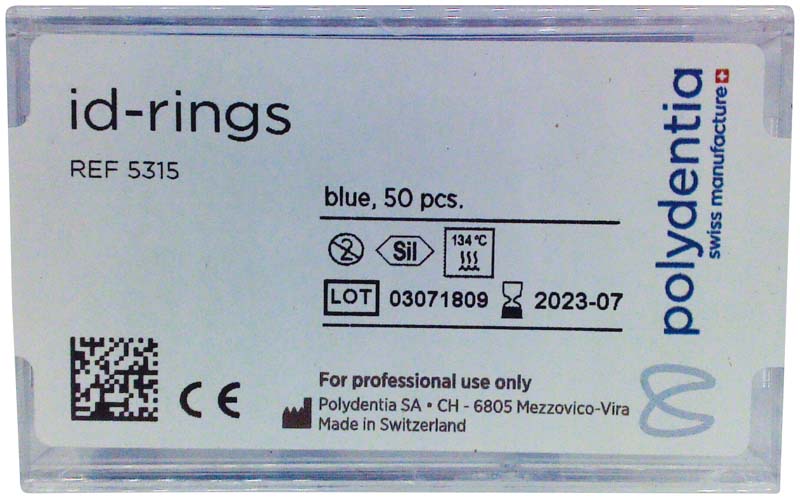 id-rings
REF 5315
blue, 50 pcs.
2 Sil 134 °C
LOT 03071809 2023-07
For professional use only
Polydentia SA • CH - 6805 Mezzovico-Vira
Made in Switzerland
CE
polydentia
swiss manufacture